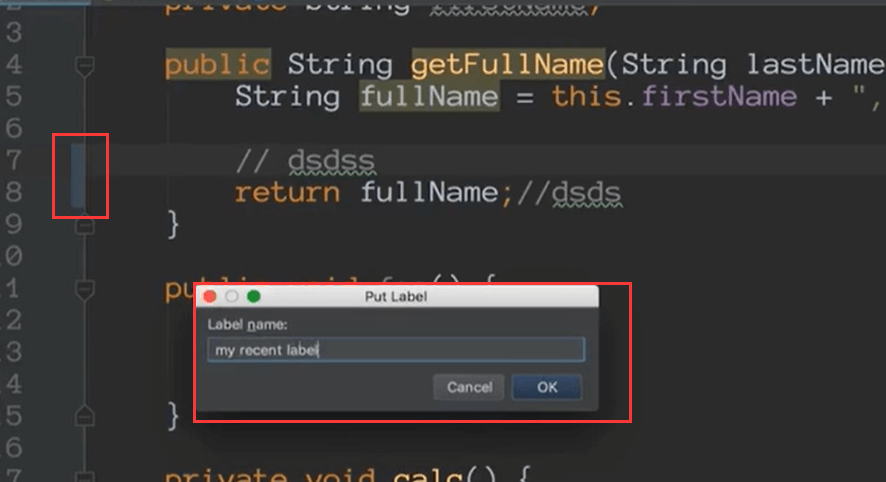 3
4 public String getFullName(String lastName
5 String fullName = this.firstName + ",
6
7 // dsdss
8 return fullName;//dsds
9 }
0
1
2
3
4
5 }
6
7 private void calc() {
Put Label
Label name:
my recent label
Cancel OK